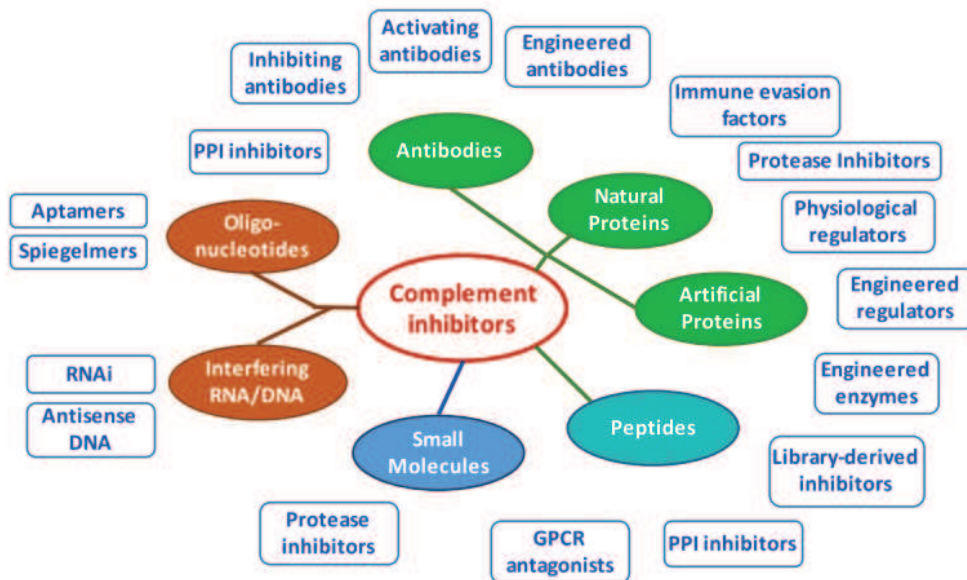 Activating
antibodies
Engineered
antibodies
Inhibiting
antibodies
Immune evasion
factors
PPI inhibitors
Antibodies
Protease Inhibitors
Natural
Proteins
Aptamers
Physiological
regulators
Oligo-
nucleotides
Spiegelmers
Complement
inhibitors
Artificial
Proteins
Engineered
regulators
RNAi
Interfering
RNA/DNA
Engineered
enzymes
Antisense
DNA
Small
Molecules
Peptides
Library-derived
inhibitors
Protease
inhibitors
GPCR
antagonists
PPI inhibitors